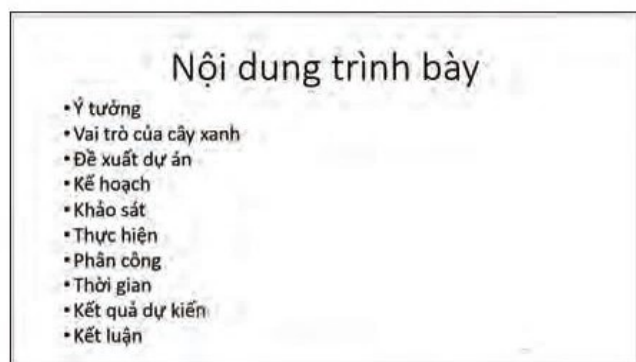 Nội dung trình bày
•Ý tưởng
•Vai trò của cây xanh
•Đề xuất dự án
•Kế hoạch
•Khảo sát
•Thực hiện
•Phân công
•Thời gian
•Kết quả dự kiến
•Kết luận